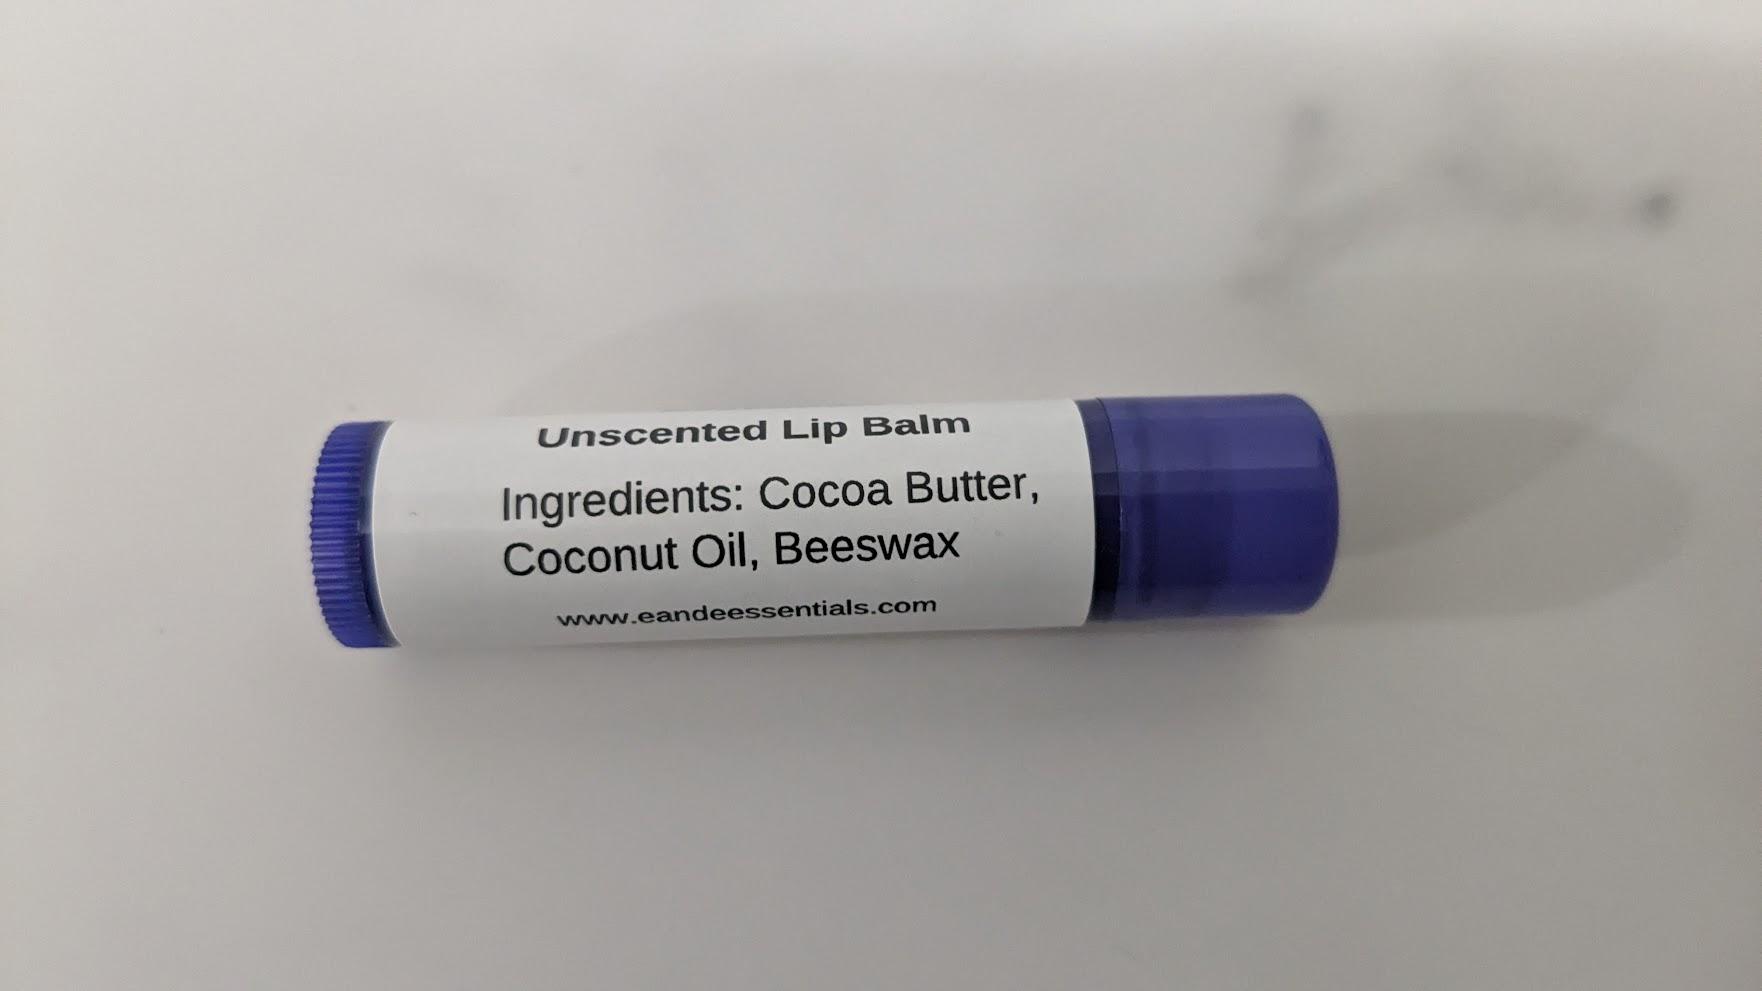 Unscented Lip Balm
Ingredients: Cocoa Butter,
Coconut Oil, Beeswax
www.eandeessentials.com